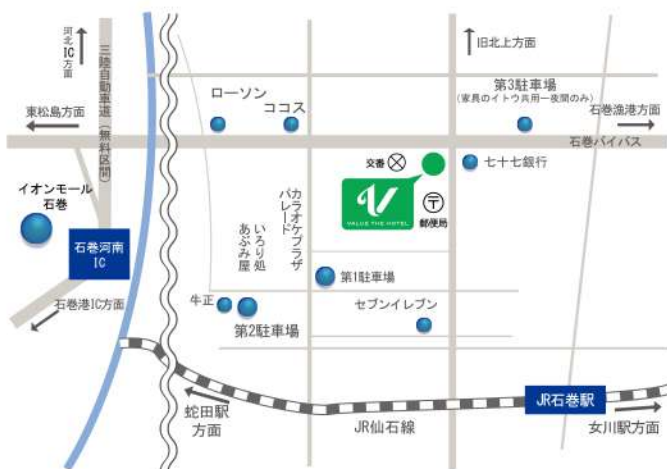 河北
IC
方面
三陸自動車道(無料区間)
旧北上方面
東松島方面
ローソン
ココス
第3駐車場
(家具のイトウ共用ー夜間のみ)
石巻漁港方面
石巻バイパス
交番
七十七銀行
イオンモール
石巻
V
VALUE THE HOTEL
〒
郵便局
カラオケプラザ
パレード
いろり処
あぶみ屋
石巻河南
IC
第1駐車場
石巻港IC方面
牛正
第2駐車場
セブンイレブン
蛇田駅
方面
JR仙石線
JR石巻駅
女川駅方面